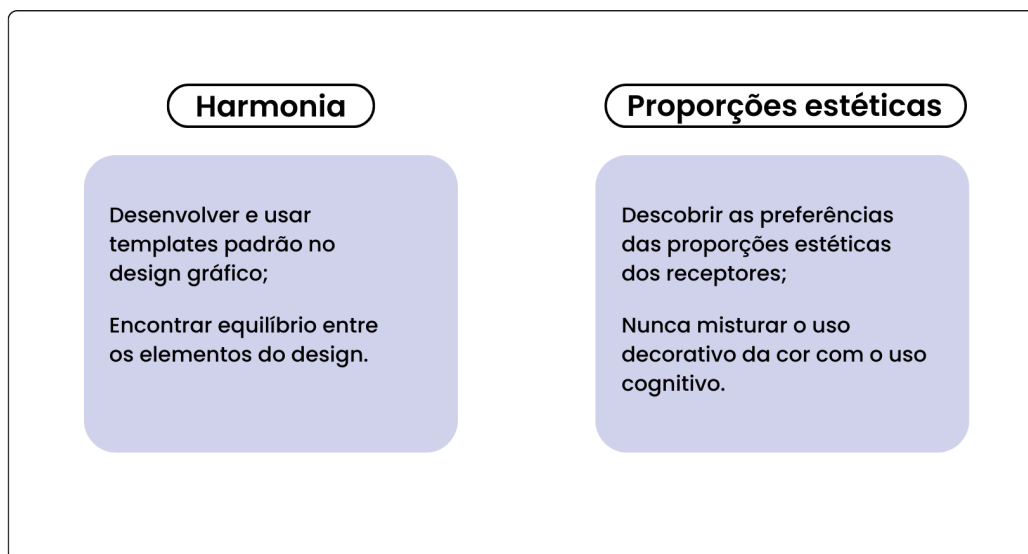 Harmonia
Desenvolver e usar
templates padrão no
design gráfico;
Encontrar equilíbrio entre
os elementos do design.
Proporções estéticas
Descobrir as preferências
das proporções estéticas
dos receptores;
Nunca misturar o uso
decorativo da cor com o uso
cognitivo.